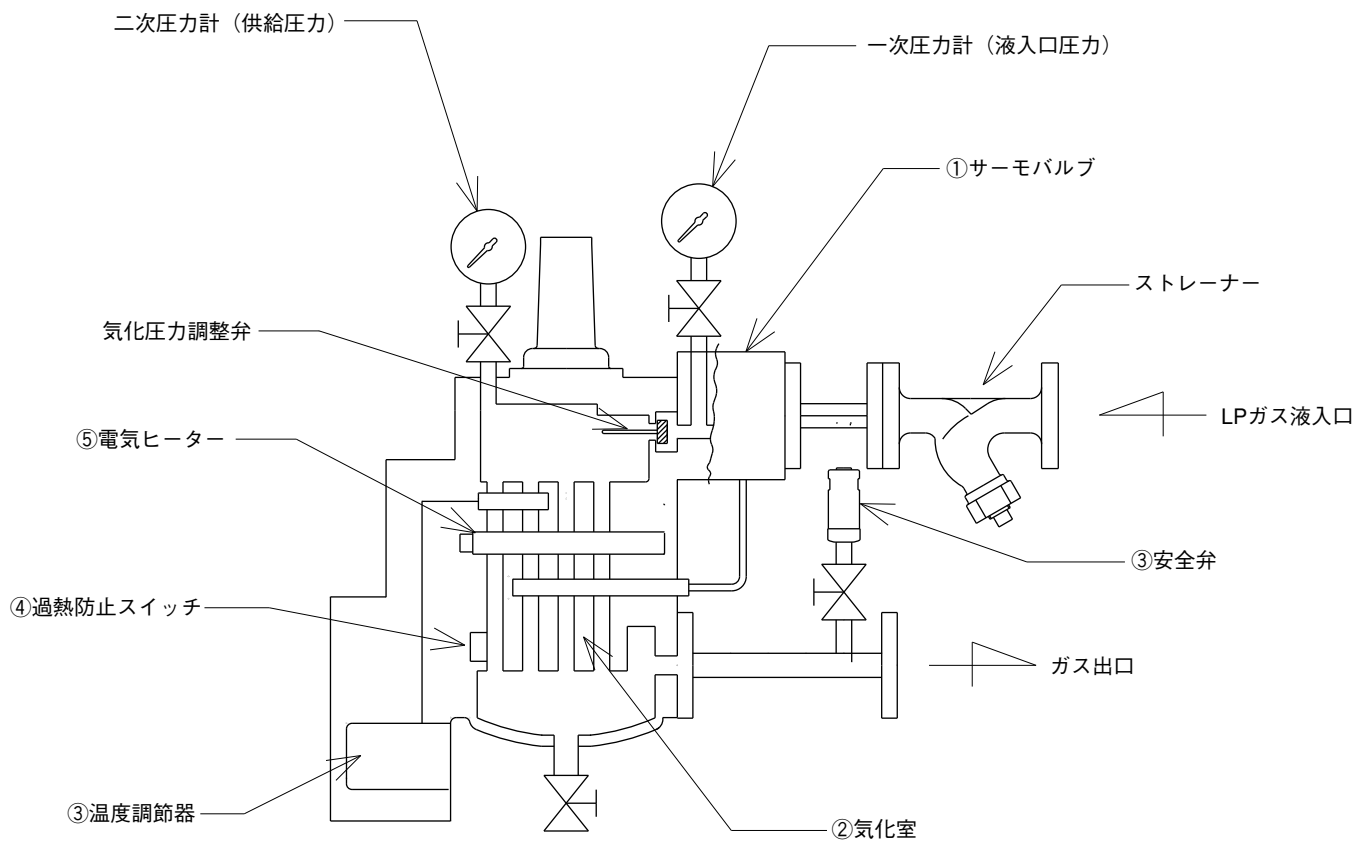 二次圧力計（供給圧力）
一次圧力計（液入口圧力）
①サーモバルブ
ストレーナー
気化圧力調整弁
LPガス液入口
⑤電気ヒーター
③安全弁
④過熱防止スイッチ
ガス出口
③温度調節器
②気化室